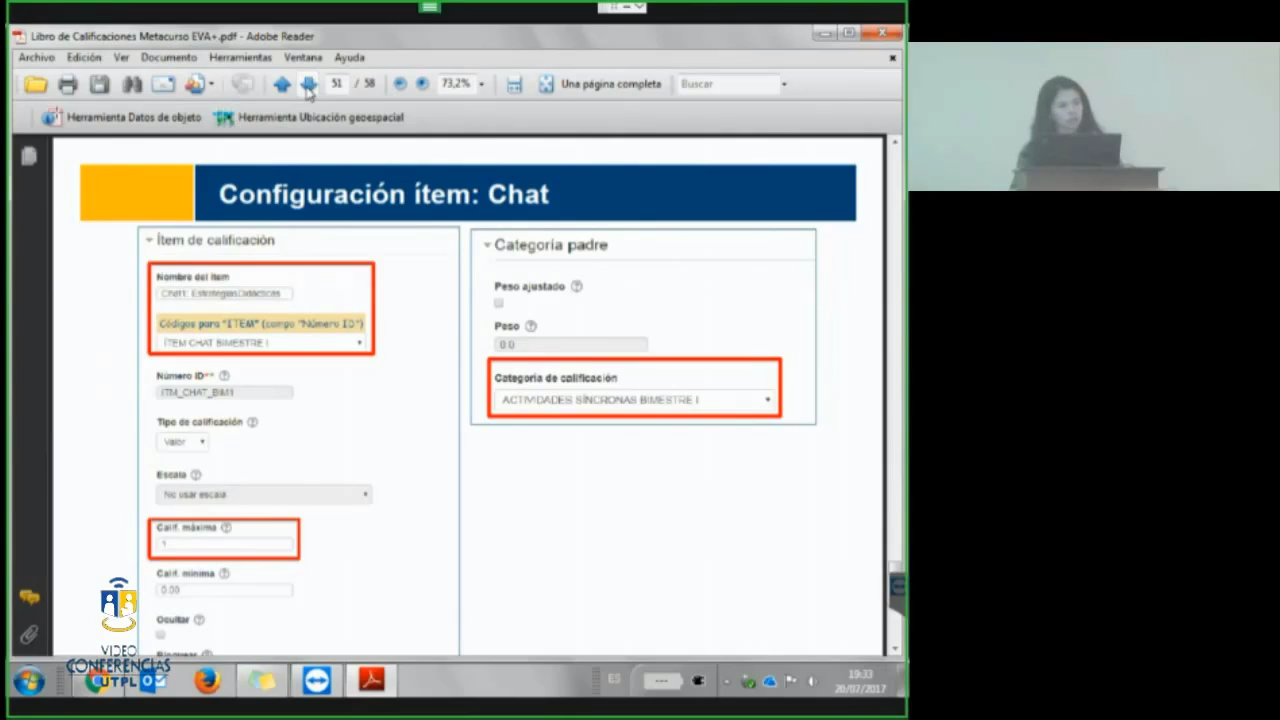 Libro de Calificaciones Metacurso EVA+.pdf - Adobe Reader
Archivo Edición Ver Documento Herramientas Ventana Ayuda
51 / 58 73,2% Una página completa Buscar
Herramienta Datos de objeto Herramienta Ubicación geoespacial
Configuración ítem: Chat
Ítem de calificación
Nombre del ítem
Chat1: EstrategiasDidácticas
Códigos para "ITEM" (campo "Número ID")
ÍTEM CHAT BIMESTRE I
Número ID**
ITM_CHAT_BIM1
Tipo de calificación
Valor
Escala
No usar escala
Calif. máxima
1
Calif. mínima
0.00
Ocultar
Categoría padre
Peso ajustado
Peso
0.0
Categoría de calificación
ACTIVIDADES SÍNCRONAS BIMESTRE I
VIDEO
CONFERENCIAS
UTPL
ES
19:33
20/07/2017